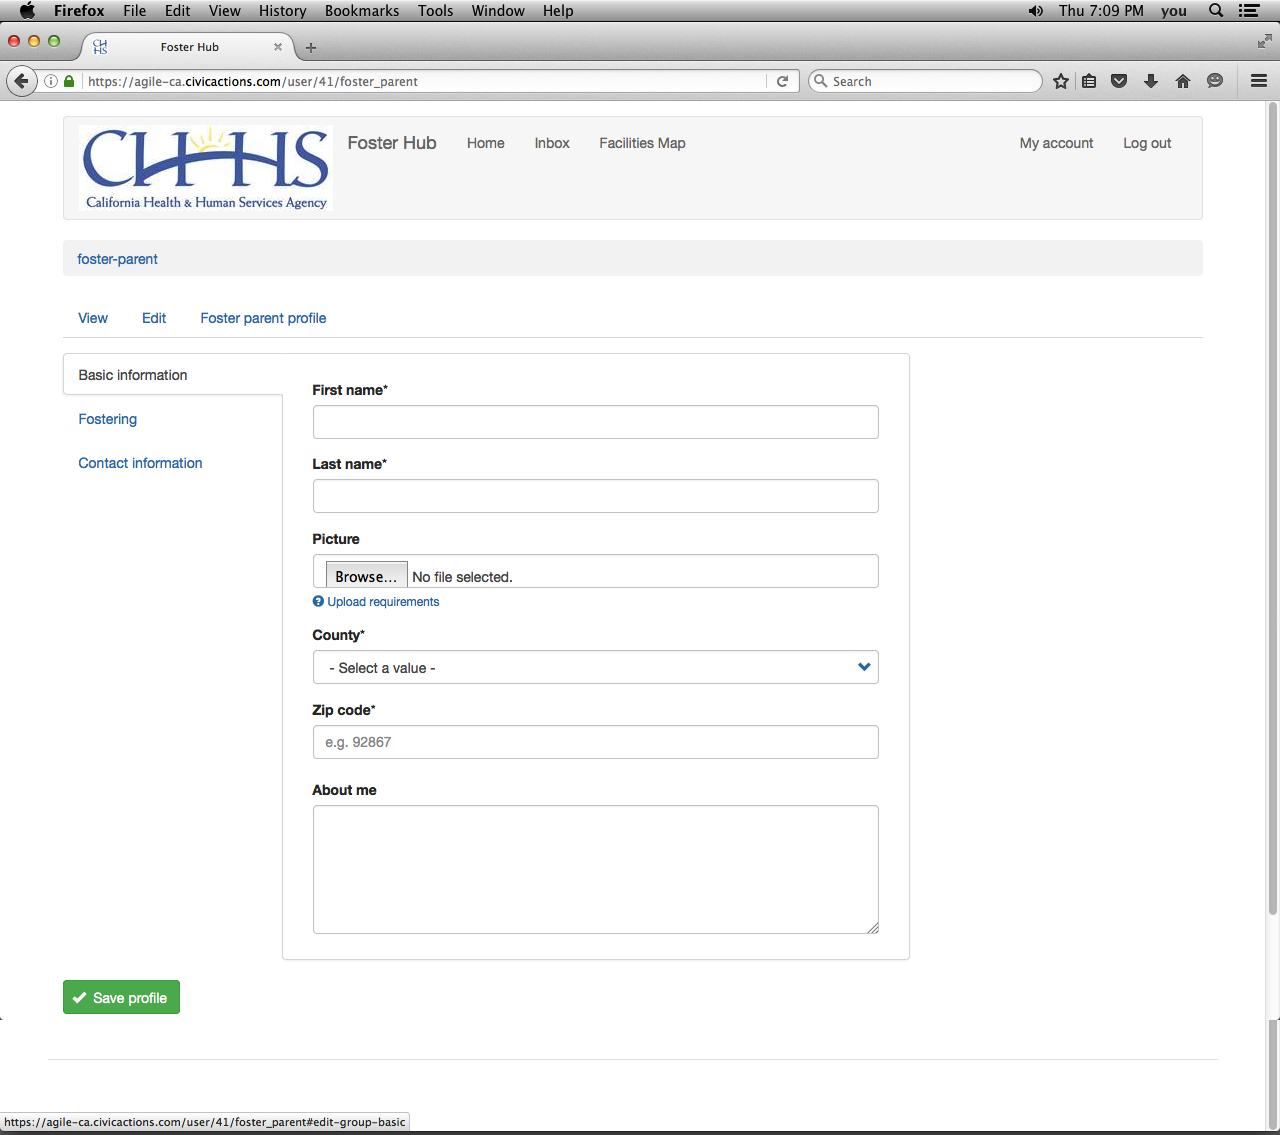 Firefox File Edit View History Bookmarks Tools Window Help Thu 7:09 PM you
CH HS Foster Hub
https://agile-ca.civicactions.com/user/41/foster_parent Search
CHHS
California Health & Human Services Agency
Foster Hub Home Inbox Facilities Map My account Log out
foster-parent
View Edit Foster parent profile
Basic information
Fostering
Contact information
First name*
Last name*
Picture
Browse... No file selected.
Upload requirements
County*
- Select a value -
Zip code*
e.g. 92867
About me
Save profile
https://agile-ca.civicactions.com/user/41/foster_parent#edit-group-basic